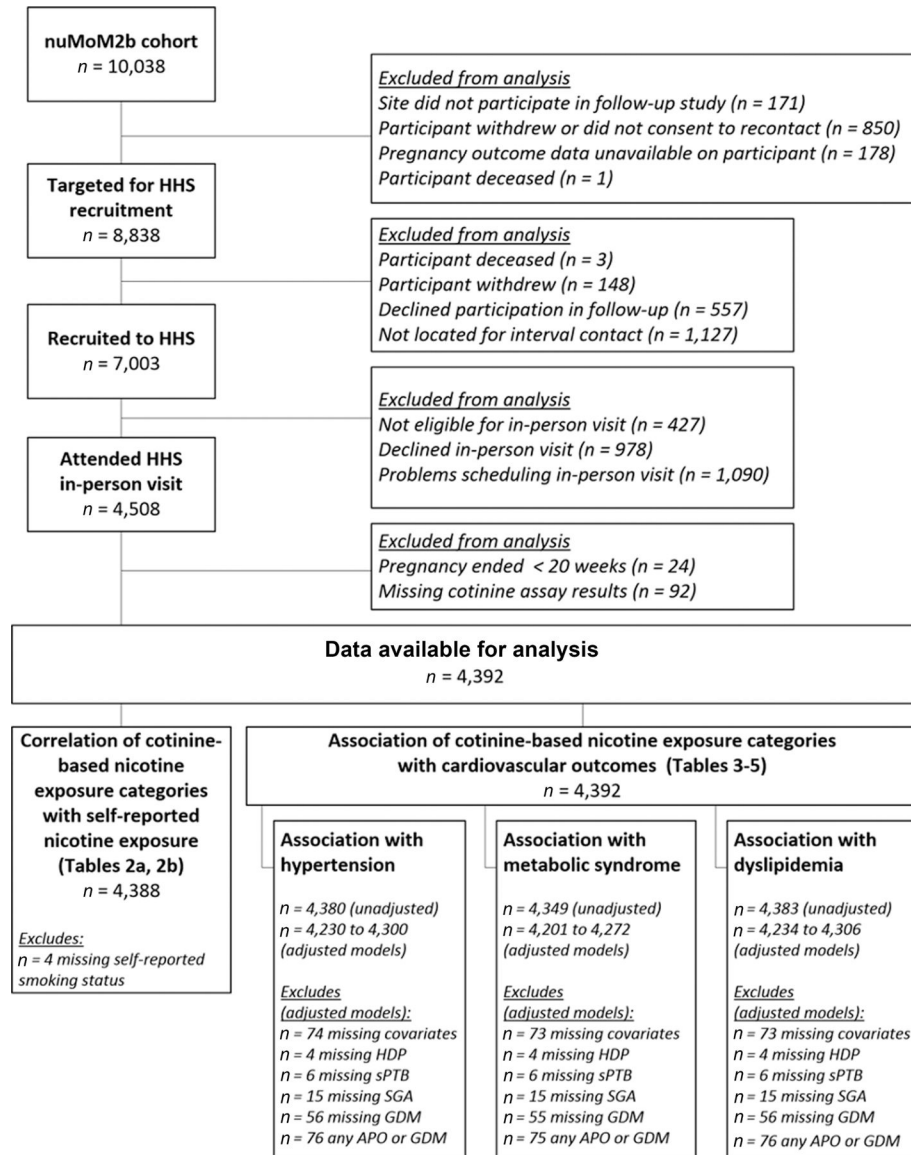 nuMoM2b cohort
n = 10,038
Excluded from analysis
Site did not participate in follow-up study (n = 171)
Participant withdrew or did not consent to recontact (n = 850)
Pregnancy outcome data unavailable on participant (n = 178)
Participant deceased (n = 1)
Targeted for HHS
recruitment
n = 8,838
Excluded from analysis
Participant deceased (n = 3)
Participant withdrew (n = 148)
Declined participation in follow-up (n = 557)
Not located for interval contact (n = 1,127)
Recruited to HHS
n = 7,003
Excluded from analysis
Not eligible for in-person visit (n = 427)
Declined in-person visit (n = 978)
Problems scheduling in-person visit (n = 1,090)
Attended HHS
in-person visit
n = 4,508
Excluded from analysis
Pregnancy ended < 20 weeks (n = 24)
Missing cotinine assay results (n = 92)
Data available for analysis
n = 4,392
Correlation of cotinine-
based nicotine
exposure categories
with self-reported
nicotine exposure
(Tables 2a, 2b)
n = 4,388
Excludes:
n = 4 missing self-reported
smoking status
Association of cotinine-based nicotine exposure categories
with cardiovascular outcomes (Tables 3-5)
n = 4,392
Association with
hypertension
n = 4,380 (unadjusted)
n = 4,230 to 4,300
(adjusted models)
Excludes
(adjusted models):
n = 74 missing covariates
n = 4 missing HDP
n = 6 missing sPTB
n = 15 missing SGA
n = 56 missing GDM
n = 76 any APO or GDM
Association with
metabolic syndrome
n = 4,349 (unadjusted)
n = 4,201 to 4,272
(adjusted models)
Excludes
(adjusted models):
n = 73 missing covariates
n = 4 missing HDP
n = 6 missing sPTB
n = 15 missing SGA
n = 55 missing GDM
n = 75 any APO or GDM
Association with
dyslipidemia
n = 4,383 (unadjusted)
n = 4,234 to 4,306
(adjusted models)
Excludes
(adjusted models):
n = 73 missing covariates
n = 4 missing HDP
n = 6 missing sPTB
n = 15 missing SGA
n = 56 missing GDM
n = 76 any APO or GDM